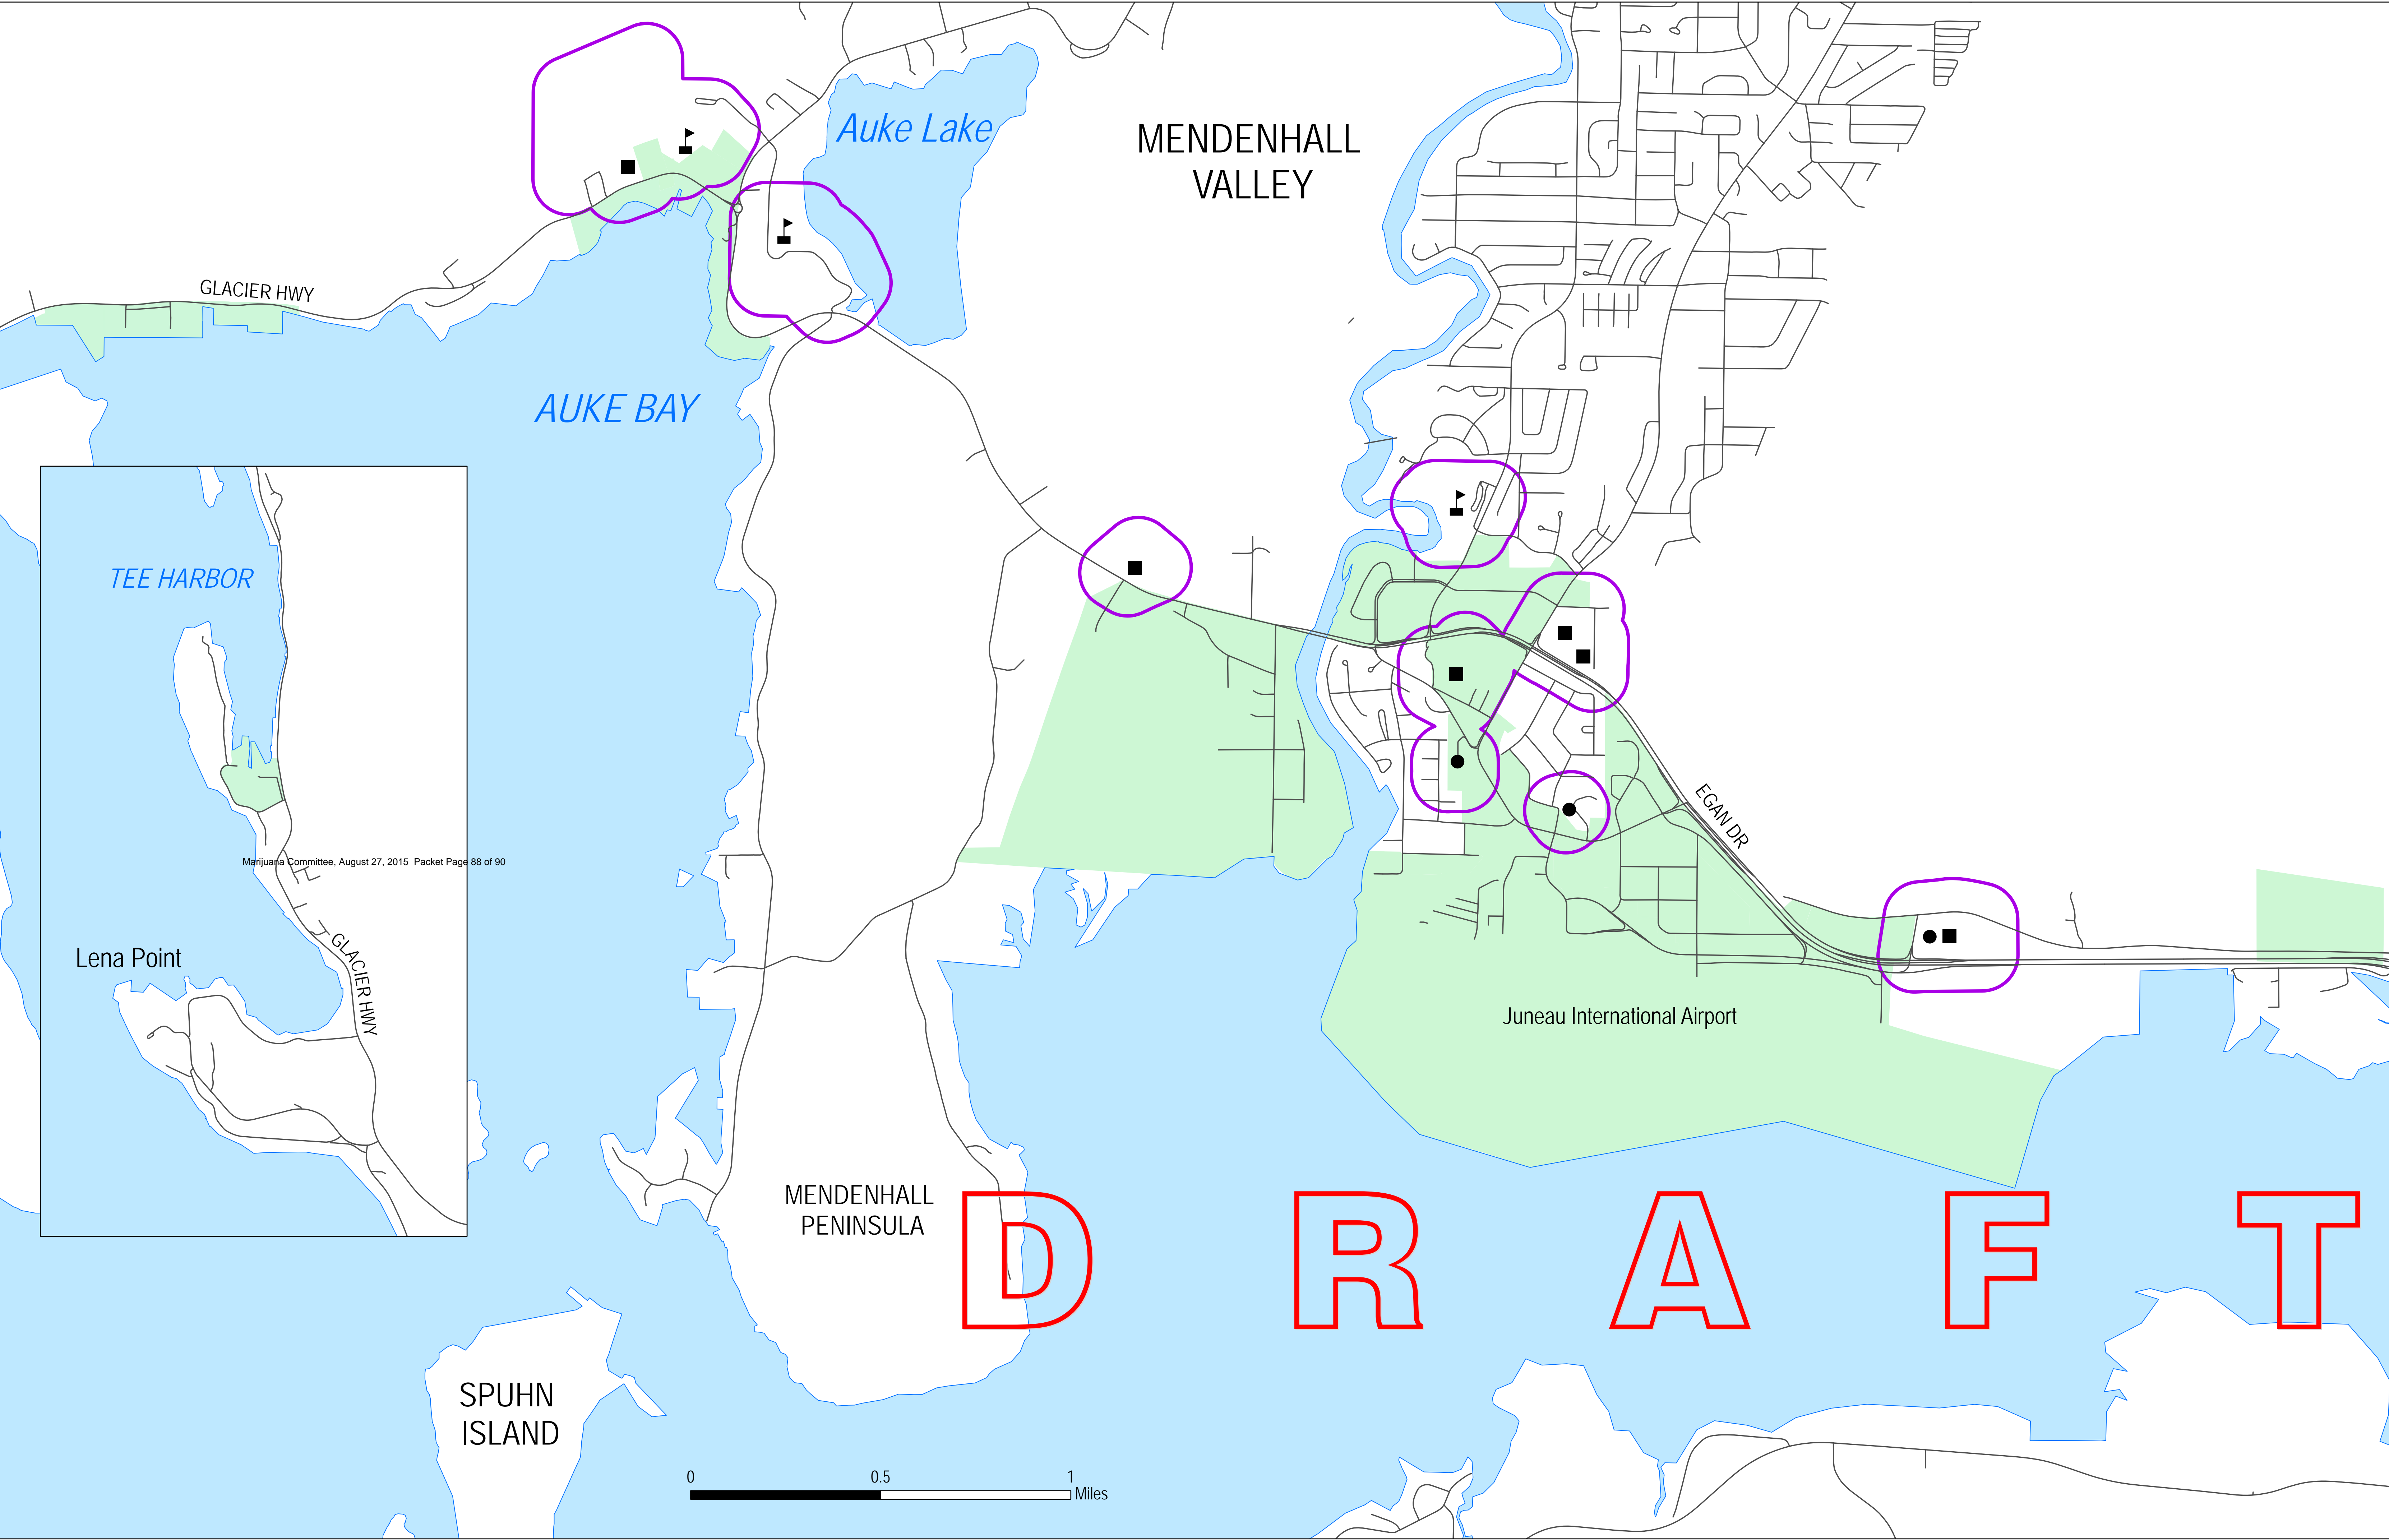 Auke Lake
MENDENHALL
VALLEY
GLACIER HWY
AUKE BAY
TEE HARBOR
EGAN DR
Marijuana Committee, August 27, 2015 Packet Page 88 of 90
Lena Point
GLACIER HWY
Juneau International Airport
MENDENHALL
PENINSULA
D R A F T
SPUHN
ISLAND
0 0.5 1
Miles